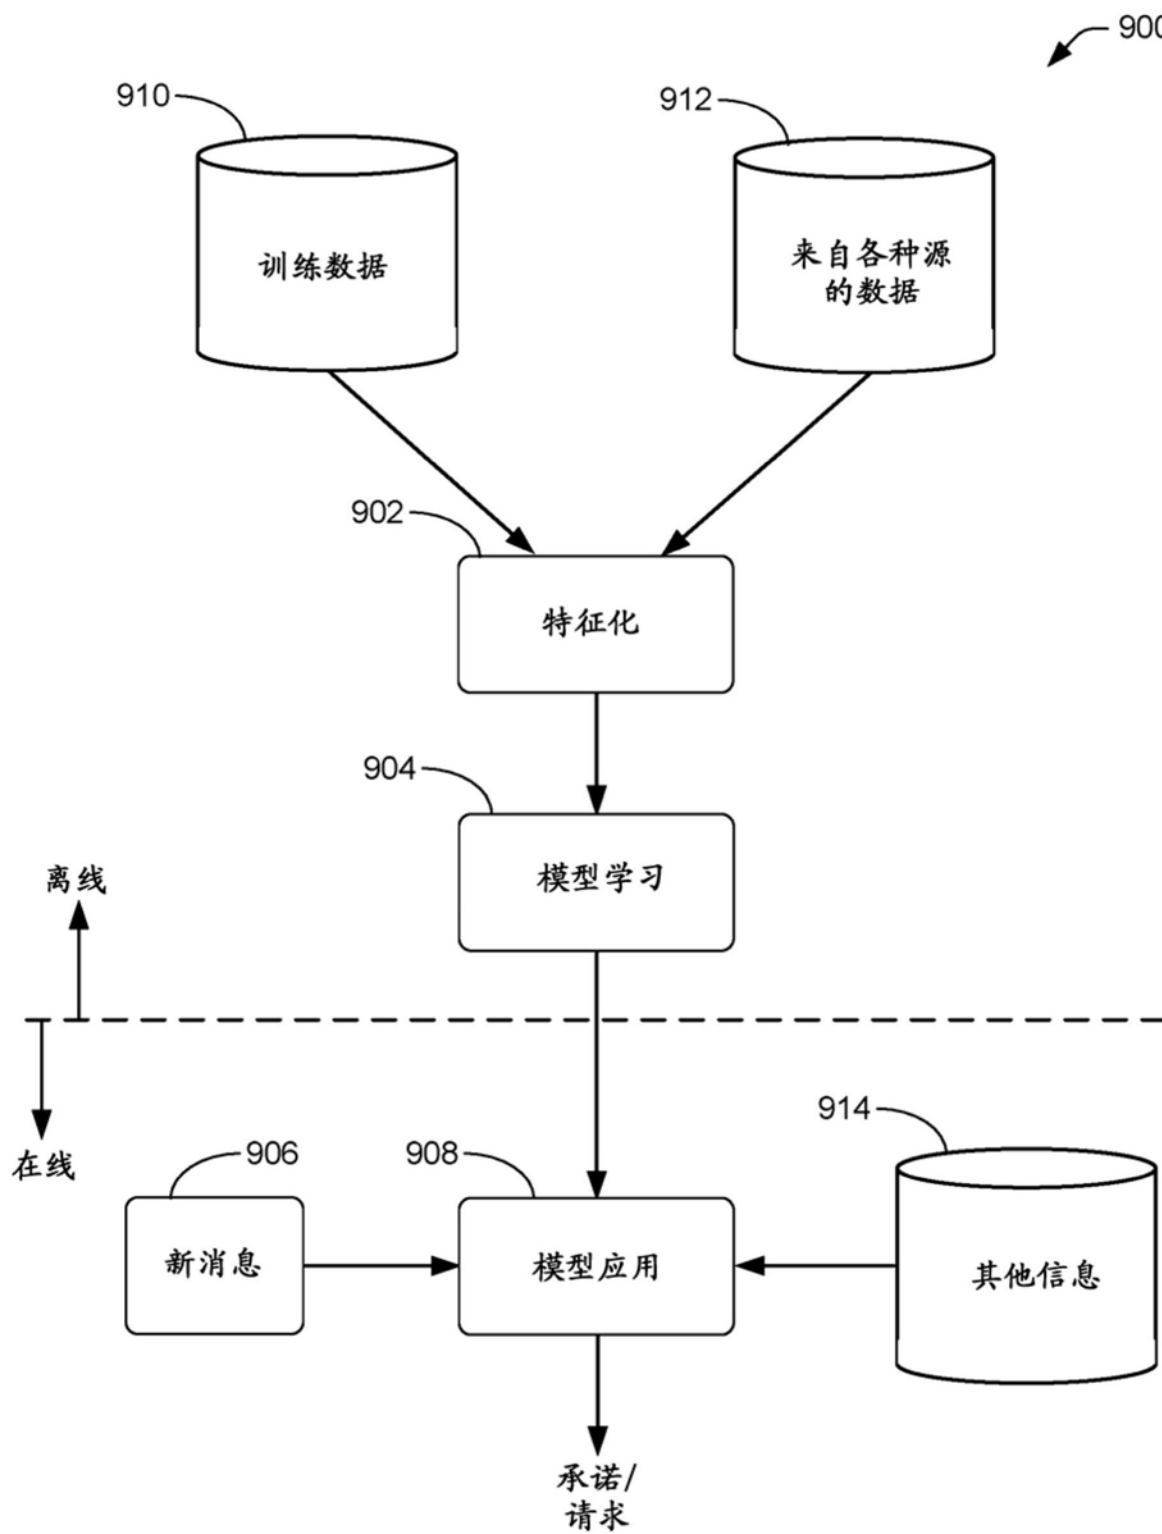 900
910
912
训练数据
来自各种源
的数据
902
特征化
904
模型学习
离线
在线
906
908
914
新消息
模型应用
其他信息
承诺/
请求